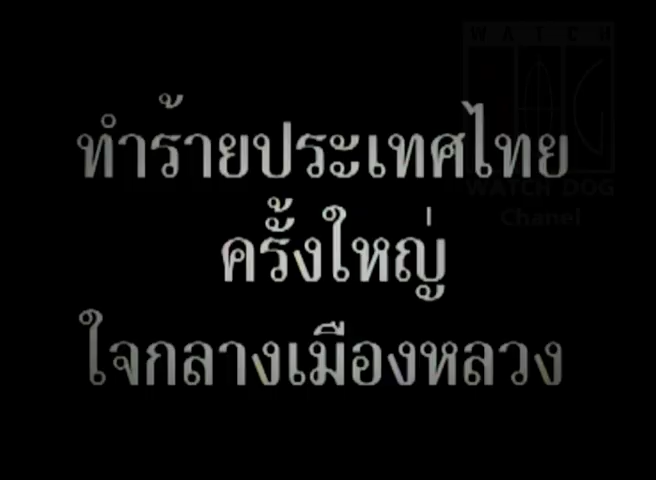 WATCH
WATCH DOG
Chanel
ทำร้ายประเทศไทย
ครั้งใหญ่
ใจกลางเมืองหลวง